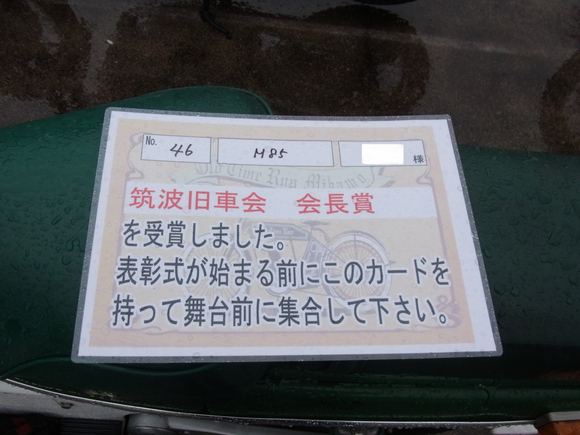 No. 46 M85 様
Old Time Run Mikawa
筑波旧車会 会長賞
を受賞しました。
表彰式が始まる前にこのカードを
持って舞台前に集合して下さい。